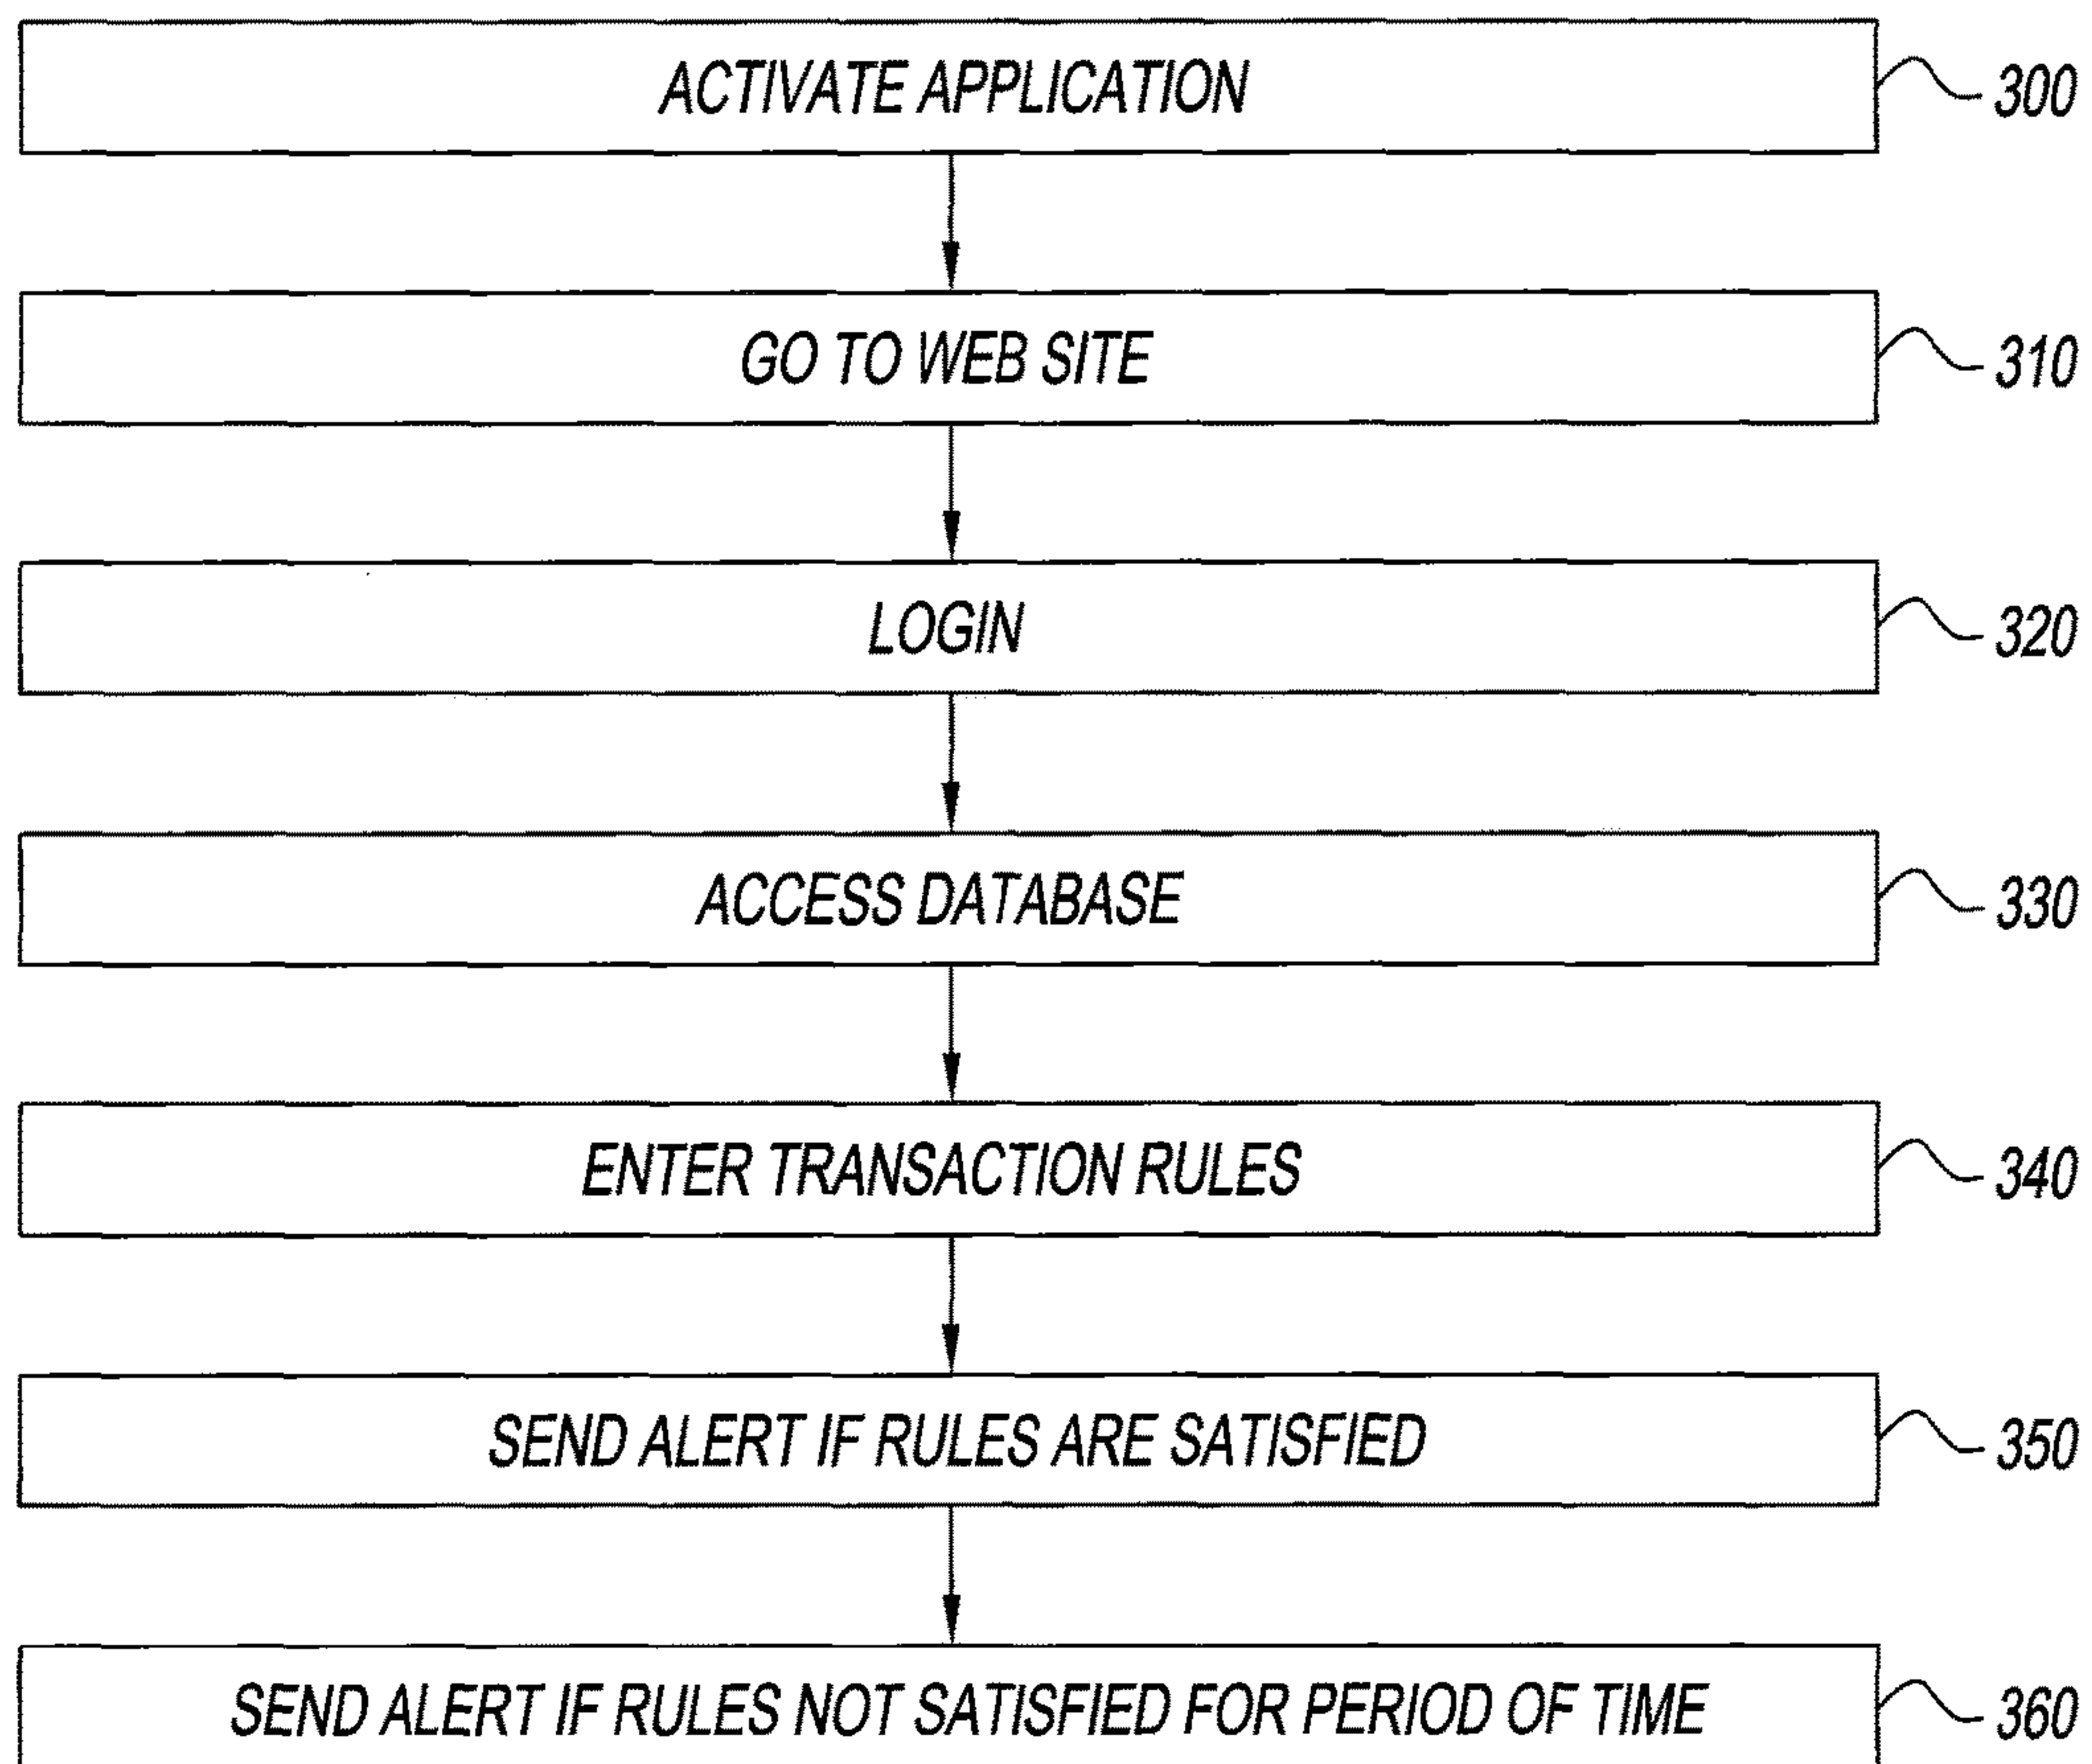 ACTIVATE APPLICATION 300
GO TO WEB SITE 310
LOGIN 320
ACCESS DATABASE 330
ENTER TRANSACTION RULES 340
SEND ALERT IF RULES ARE SATISFIED 350
SEND ALERT IF RULES NOT SATISFIED FOR PERIOD OF TIME 360